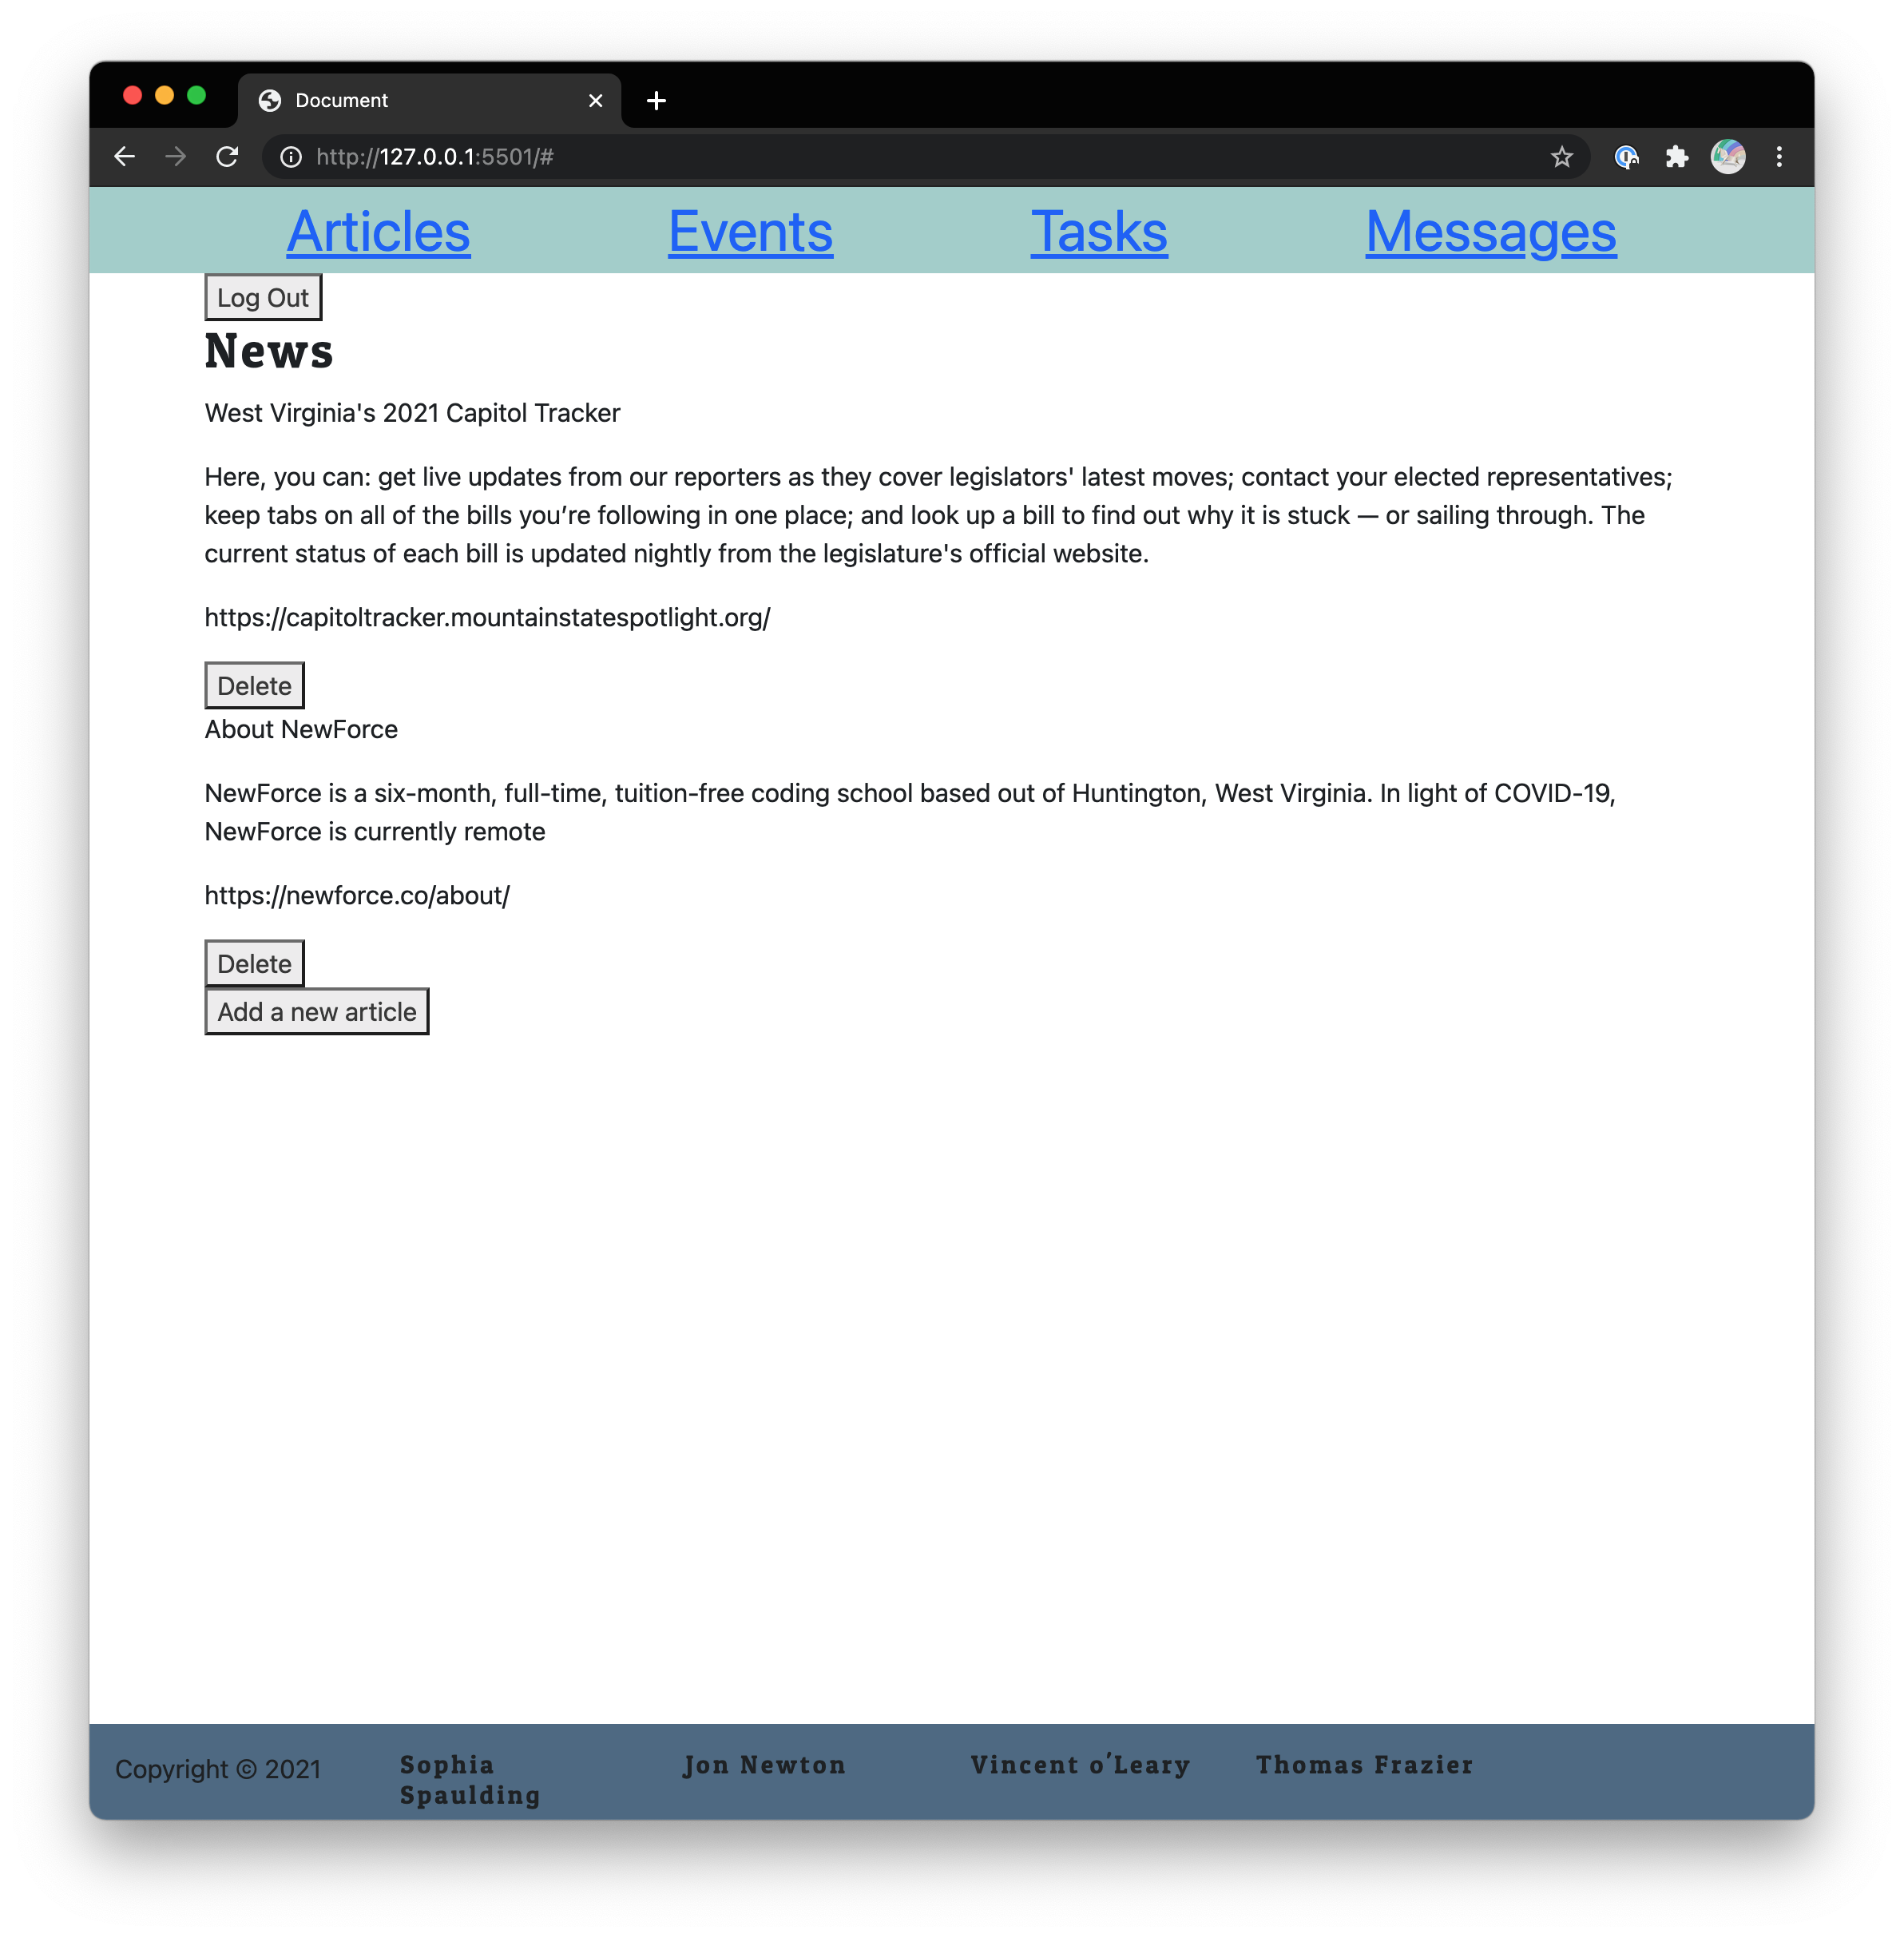 Document
http://127.0.0.1:5501/#
Articles Events Tasks Messages
Log Out
News
West Virginia's 2021 Capitol Tracker
Here, you can: get live updates from our reporters as they cover legislators' latest moves; contact your elected representatives;
keep tabs on all of the bills you’re following in one place; and look up a bill to find out why it is stuck — or sailing through. The
current status of each bill is updated nightly from the legislature's official website.
https://capitoltracker.mountainstatespotlight.org/
Delete
About NewForce
NewForce is a six-month, full-time, tuition-free coding school based out of Huntington, West Virginia. In light of COVID-19,
NewForce is currently remote
https://newforce.co/about/
Delete
Add a new article
Copyright © 2021
Sophia
Spaulding
Jon Newton
Vincent o'Leary
Thomas Frazier